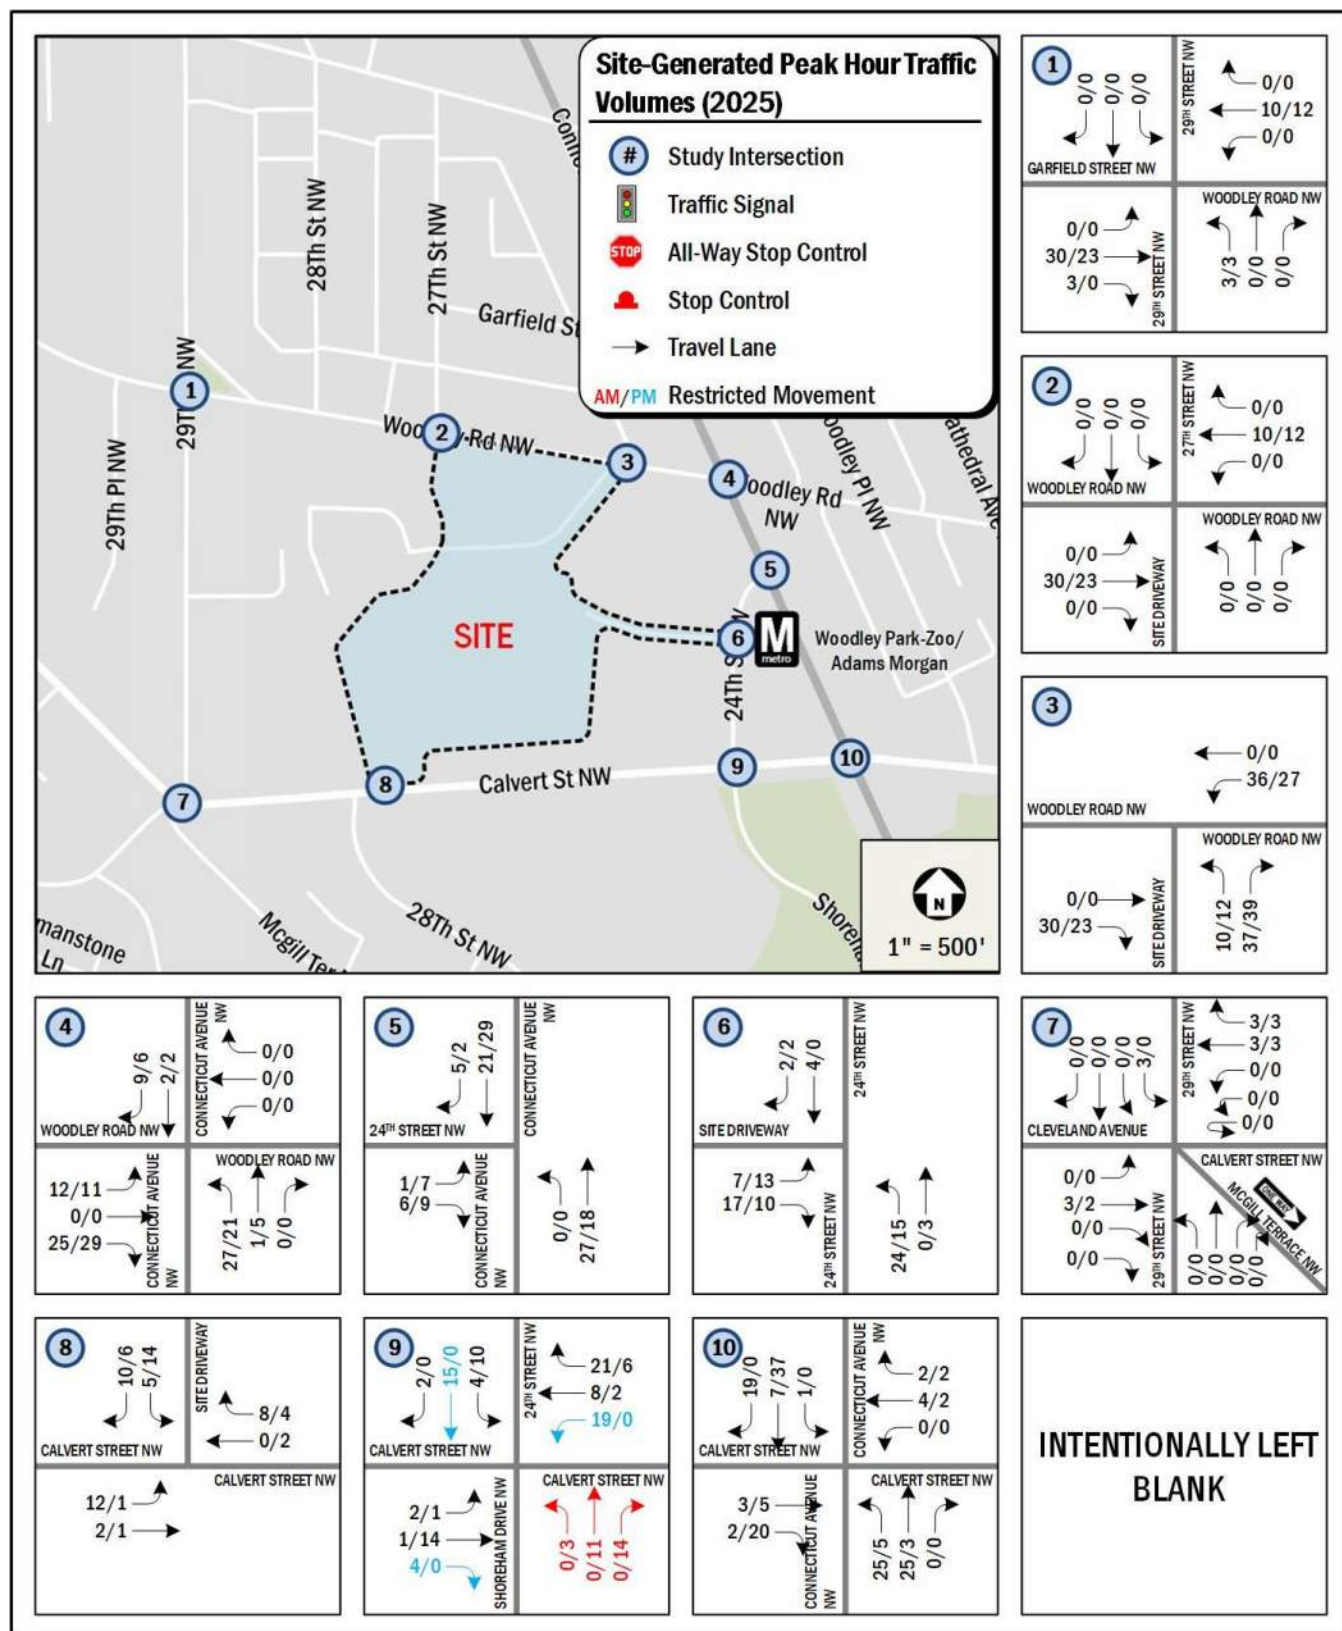 Site-Generated Peak Hour Traffic
Volumes (2025)
# Study Intersection
Traffic Signal
STOP All-Way Stop Control
Stop Control
Travel Lane
AM/PM Restricted Movement
28Th St NW
27Th St NW
Garfield St
29Th Pl NW
Woodley Rd
NW
1
2
3
4
5
6
7
8
9
10
SITE
M
metro
Woodley Park-Zoo/
Adams Morgan
Calvert St NW
28Th St NW
N
1" = 500'
1
0/0
0/0
0/0
29TH STREET NW
0/0
10/12
0/0
GARFIELD STREET NW
WOODLEY ROAD NW
0/0
30/23
3/0
29TH STREET NW
3/3
0/0
0/0
2
0/0
0/0
0/0
27TH STREET NW
0/0
10/12
0/0
WOODLEY ROAD NW
WOODLEY ROAD NW
0/0
30/23
0/0
SITE DRIVEWAY
0/0
0/0
0/0
3
0/0
36/27
WOODLEY ROAD NW
WOODLEY ROAD NW
0/0
30/23
SITE DRIVEWAY
10/12
37/39
4
9/6
2/2
CONNECTICUT AVENUE
NW
0/0
0/0
0/0
WOODLEY ROAD NW
WOODLEY ROAD NW
12/11
0/0
25/29
CONNECTICUT AVENUE
NW
27/21
1/5
0/0
5
5/2
21/29
CONNECTICUT AVENUE
NW
24TH STREET NW
1/7
6/9
CONNECTICUT AVENUE
NW
0/0
27/18
6
2/2
4/0
24TH STREET NW
SITE DRIVEWAY
7/13
17/10
24TH STREET NW
24/15
0/3
7
0/0
0/0
0/0
3/0
29TH STREET NW
3/3
3/3
0/0
0/0
0/0
CLEVELAND AVENUE
CALVERT STREET NW
MCGILL TERRACE NW
ONE WAY
0/0
3/2
0/0
0/0
29TH STREET NW
0/0
0/0
0/0
0/0
8
10/6
5/14
SITE DRIVEWAY
8/4
0/2
CALVERT STREET NW
CALVERT STREET NW
12/1
2/1
9
2/0
15/0
4/10
24TH STREET NW
21/6
8/2
19/0
CALVERT STREET NW
CALVERT STREET NW
2/1
1/14
4/0
SHOREHAM DRIVE NW
0/3
0/11
0/14
10
19/0
7/37
1/0
CONNECTICUT AVENUE
NW
2/2
4/2
0/0
CALVERT STREET NW
CALVERT STREET NW
3/5
2/20
CONNECTICUT AVENUE
NW
25/5
25/3
0/0
INTENTIONALLY LEFT
BLANK